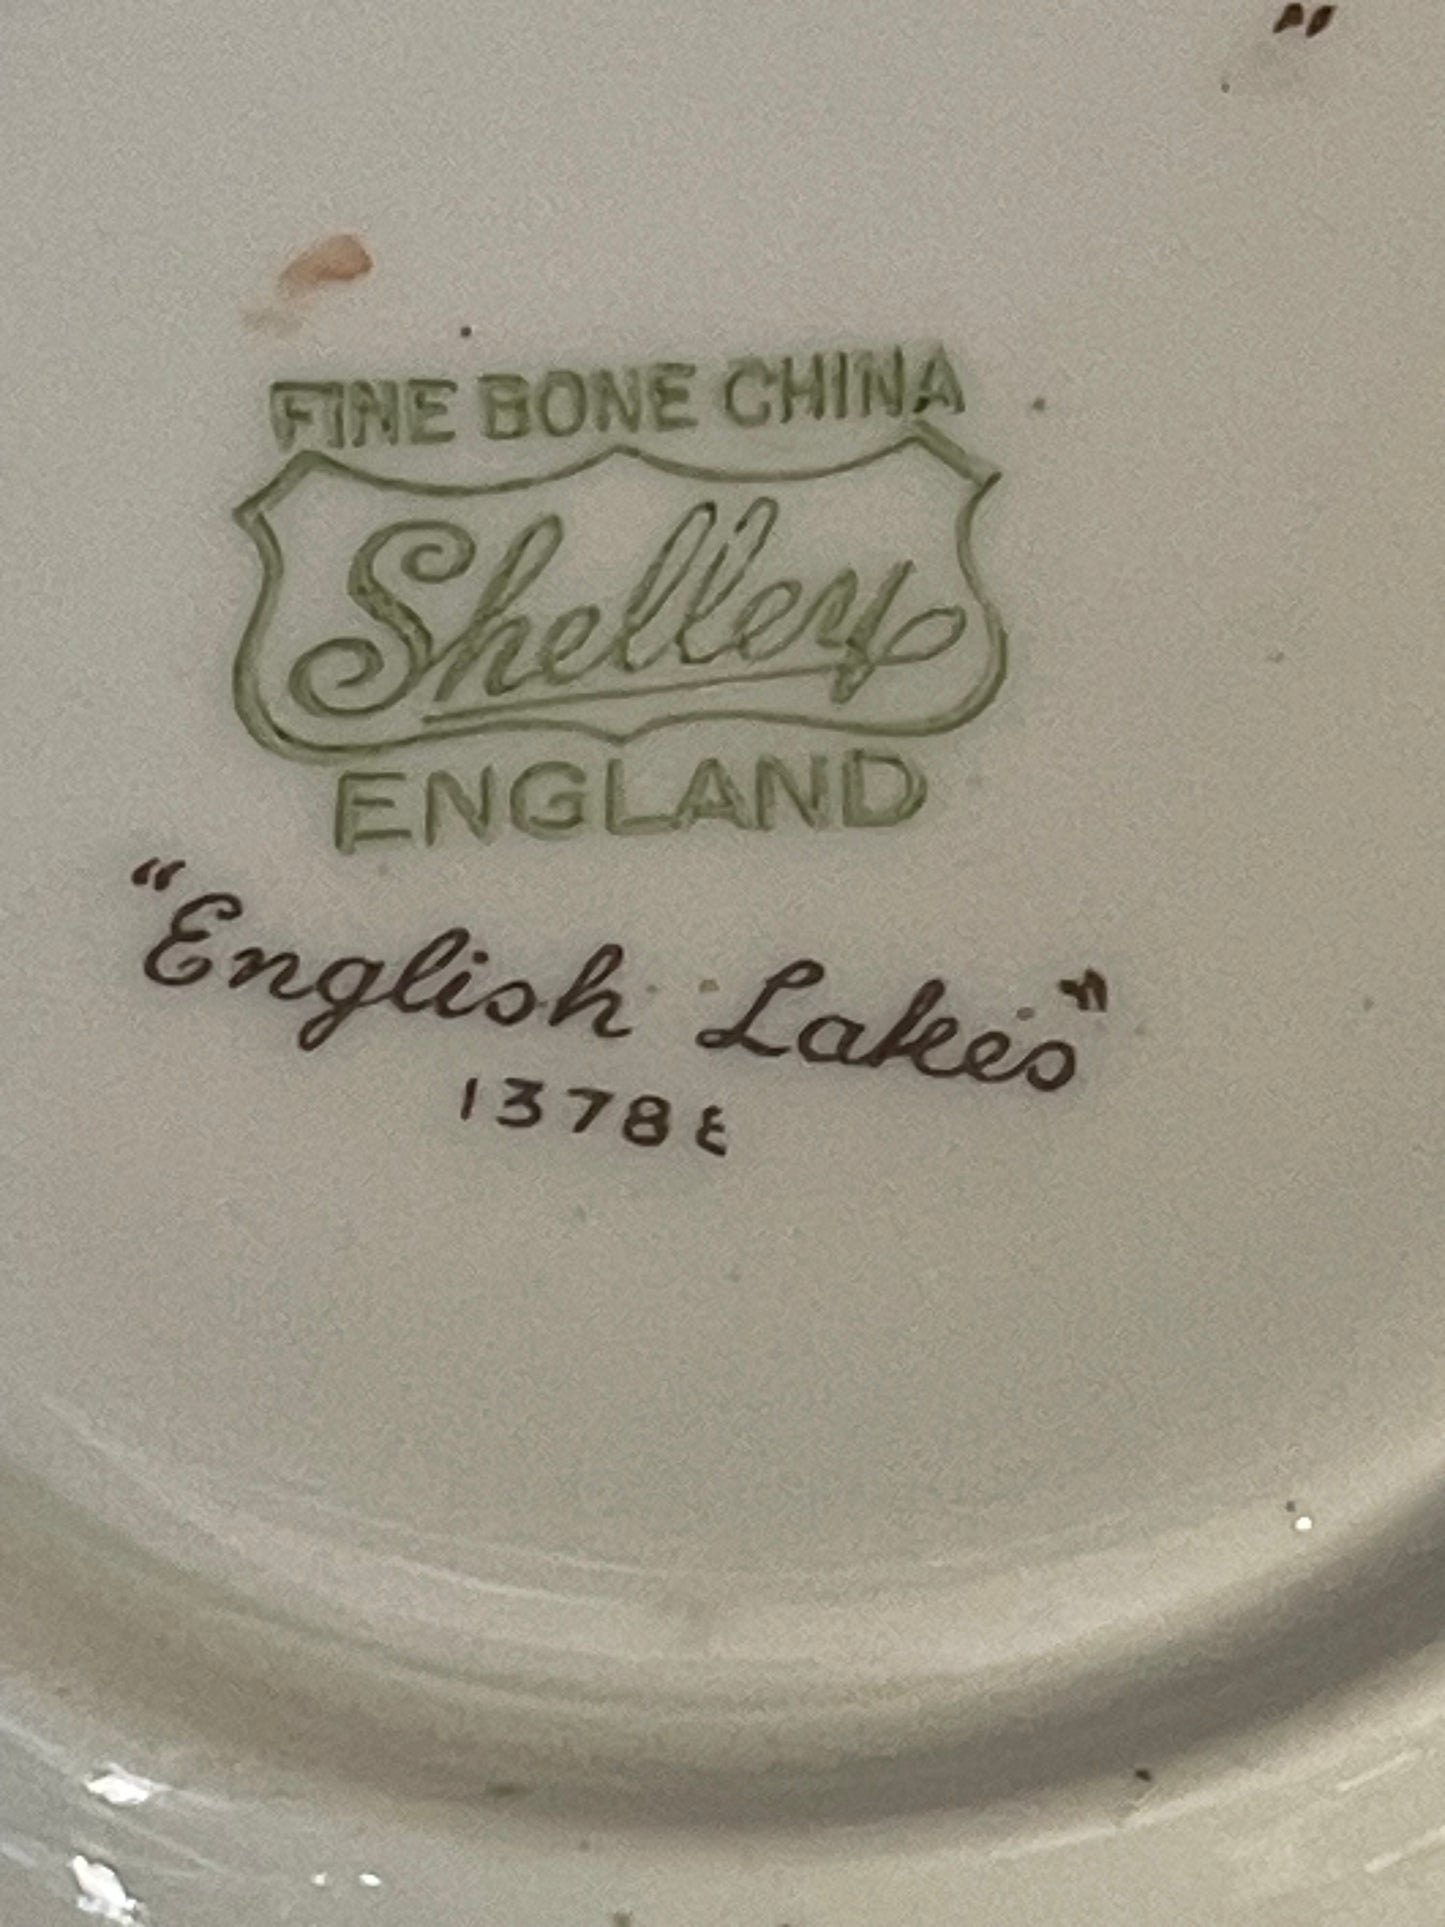 FINE BONE CHINA
Shelley
ENGLAND
"English Lakes"
13788